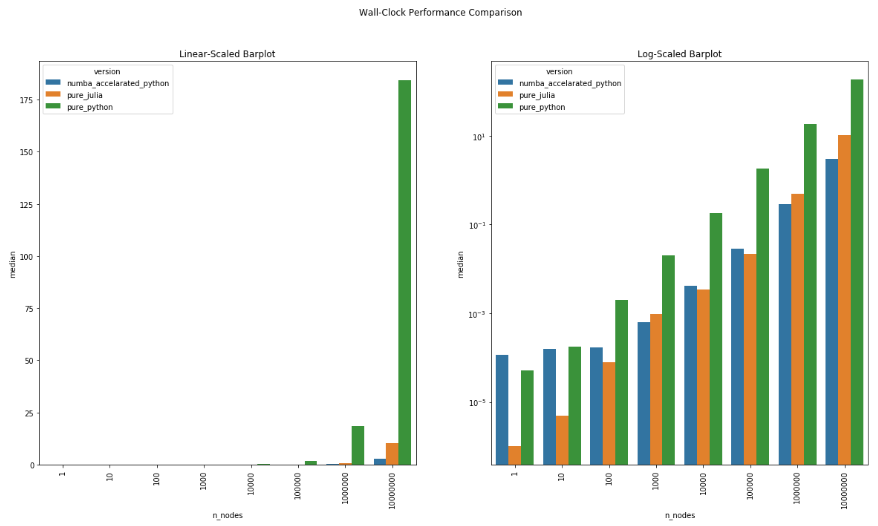 Wall-Clock Performance Comparison
Linear-Scaled Barplot
version
numba_accelarated_python
pure_julia
pure_python
median
175
150
125
100
75
50
25
0
1
10
100
1000
10000
100000
1000000
10000000
n_nodes
Log-Scaled Barplot
version
numba_accelarated_python
pure_julia
pure_python
median
10^1
10^-1
10^-3
10^-5
1
10
100
1000
10000
100000
1000000
10000000
n_nodes